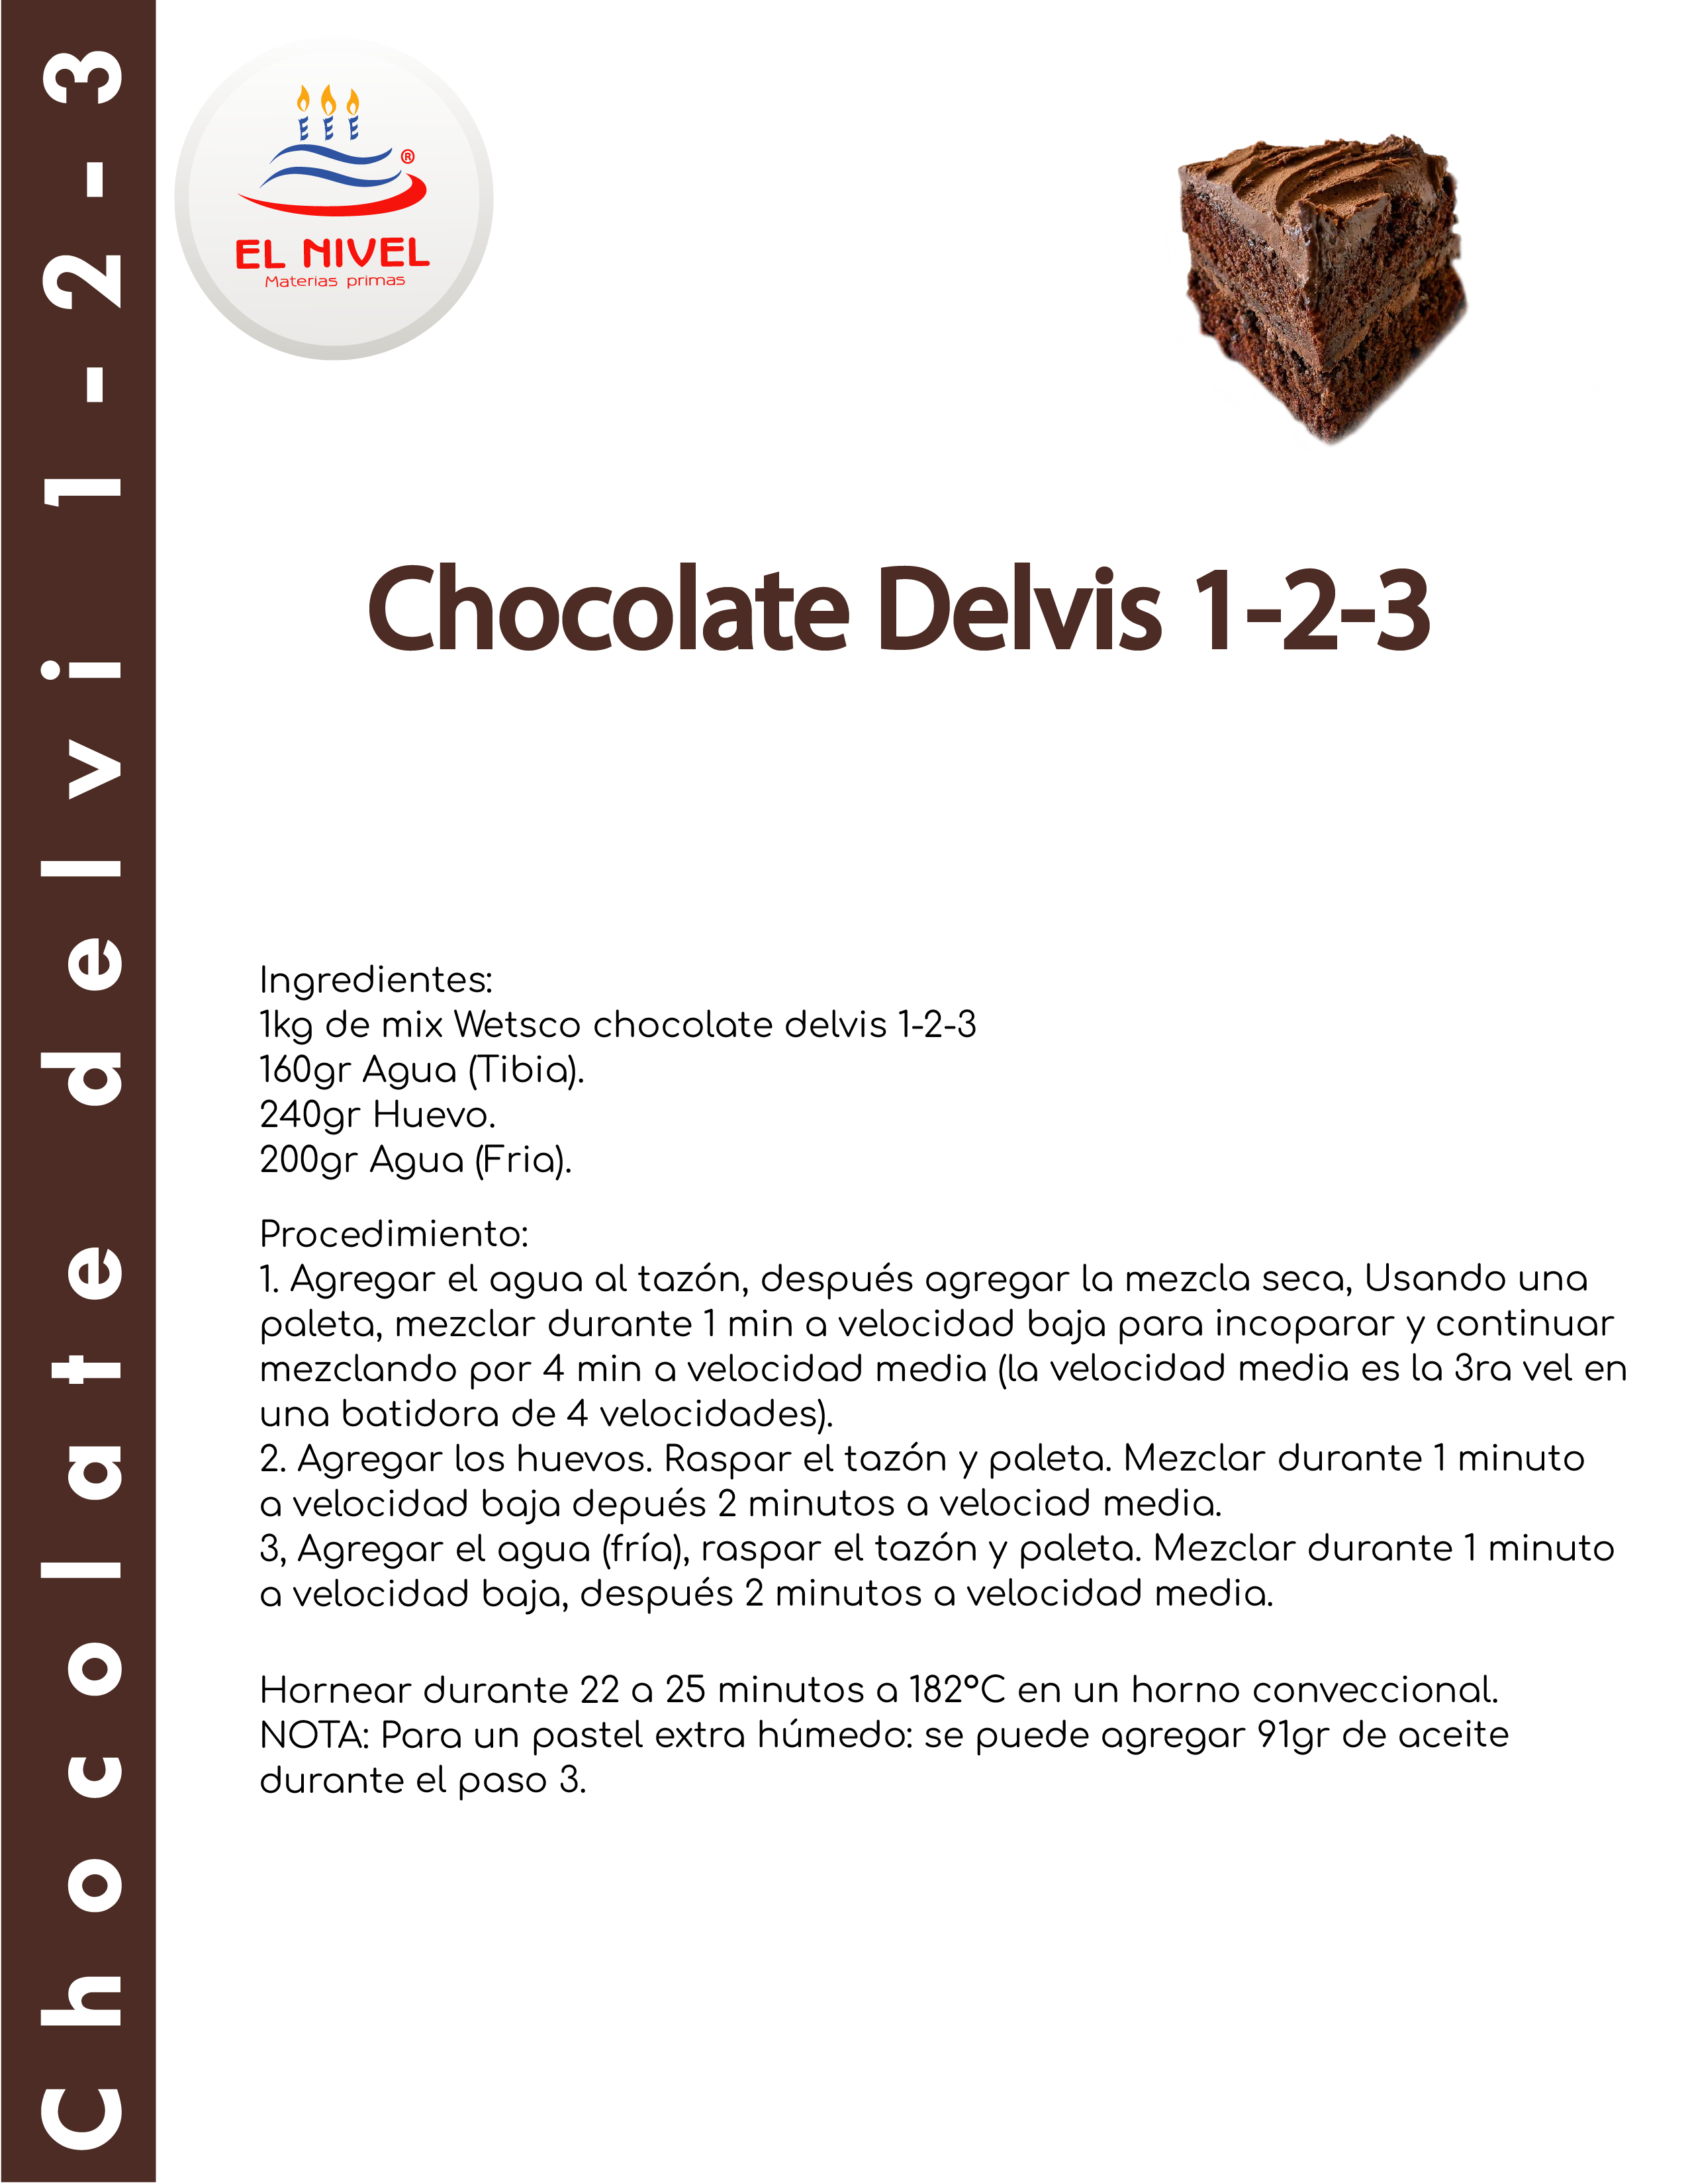 Chocolate delvi 1-2-3
®
EL NIVEL
Materias primas
Chocolate Delvis 1-2-3
Ingredientes:
1kg de mix Wetsco chocolate delvis 1-2-3
160gr Agua (Tibia).
240gr Huevo.
200gr Agua (Fria).
Procedimiento:
1. Agregar el agua al tazón, después agregar la mezcla seca, Usando una
paleta, mezclar durante 1 min a velocidad baja para incoparar y continuar
mezclando por 4 min a velocidad media (la velocidad media es la 3ra vel en
una batidora de 4 velocidades).
2. Agregar los huevos. Raspar el tazón y paleta. Mezclar durante 1 minuto
a velocidad baja depués 2 minutos a velociad media.
3, Agregar el agua (fría), raspar el tazón y paleta. Mezclar durante 1 minuto
a velocidad baja, después 2 minutos a velocidad media.
Hornear durante 22 a 25 minutos a 182°C en un horno conveccional.
NOTA: Para un pastel extra húmedo: se puede agregar 91gr de aceite
durante el paso 3.